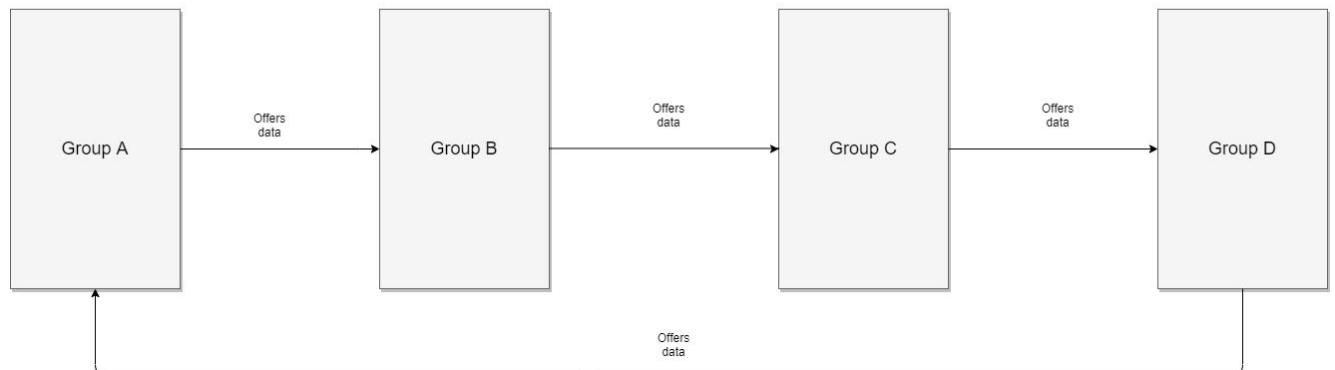 Group A
Offers
data
Group B
Offers
data
Group C
Offers
data
Group D
Offers
data